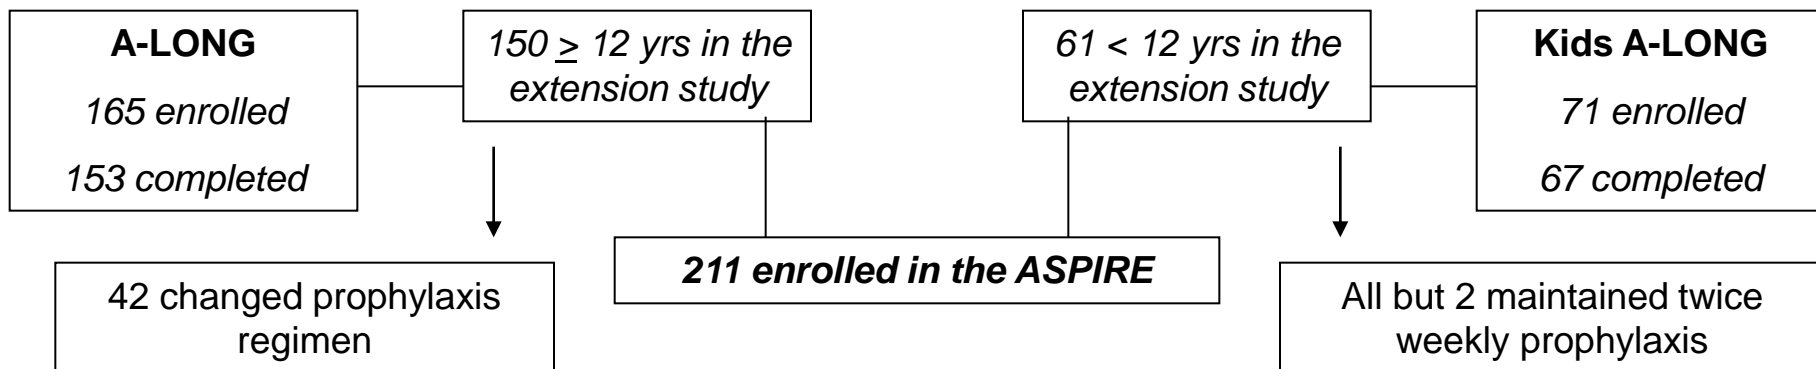 A-LONG
165 enrolled
153 completed
150 ≥ 12 yrs in the
extension study
61 < 12 yrs in the
extension study
Kids A-LONG
71 enrolled
67 completed
211 enrolled in the ASPIRE
42 changed prophylaxis
regimen
All but 2 maintained twice
weekly prophylaxis